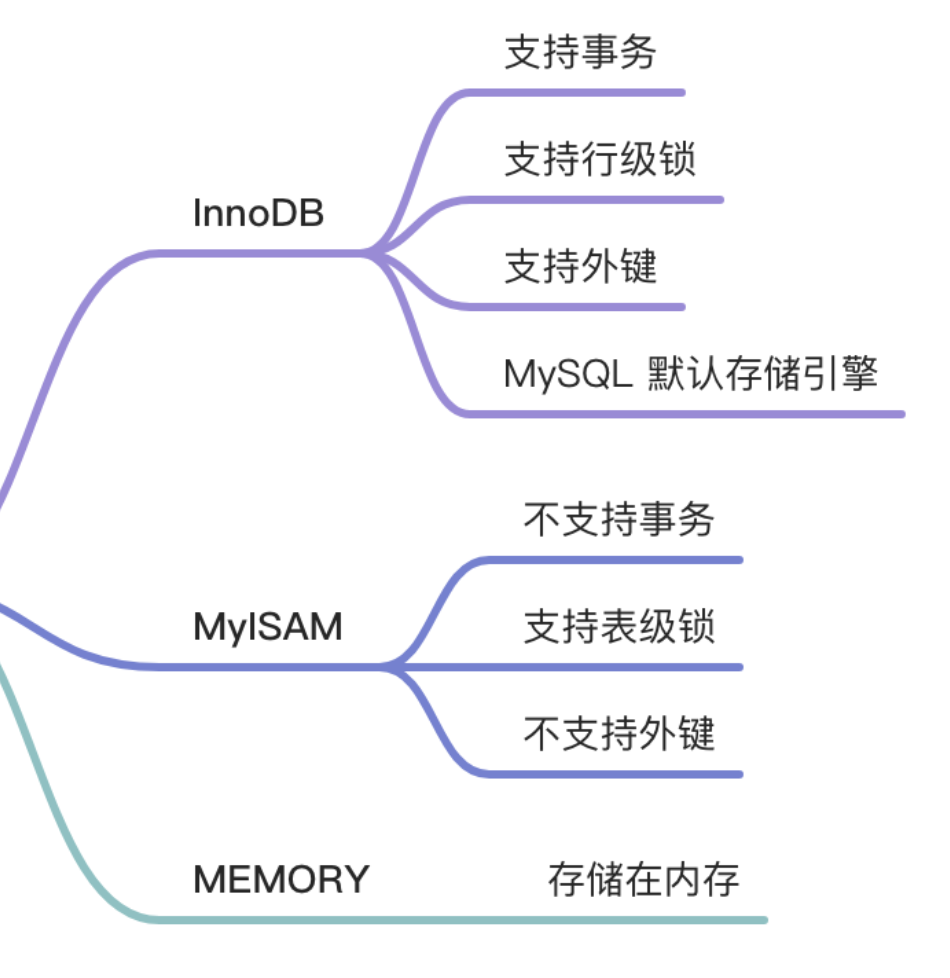 InnoDB
支持事务
支持行级锁
支持外键
MySQL 默认存储引擎
MyISAM
不支持事务
支持表级锁
不支持外键
MEMORY
存储在内存